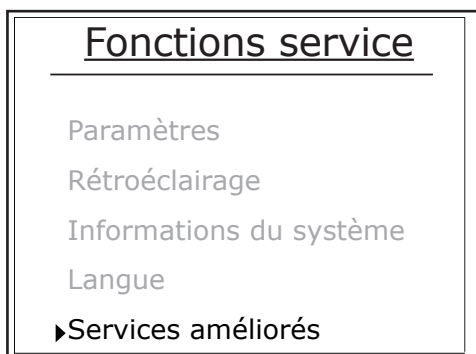 Fonctions service
Paramètres
Rétroéclairage
Informations du système
Langue
Services améliorés